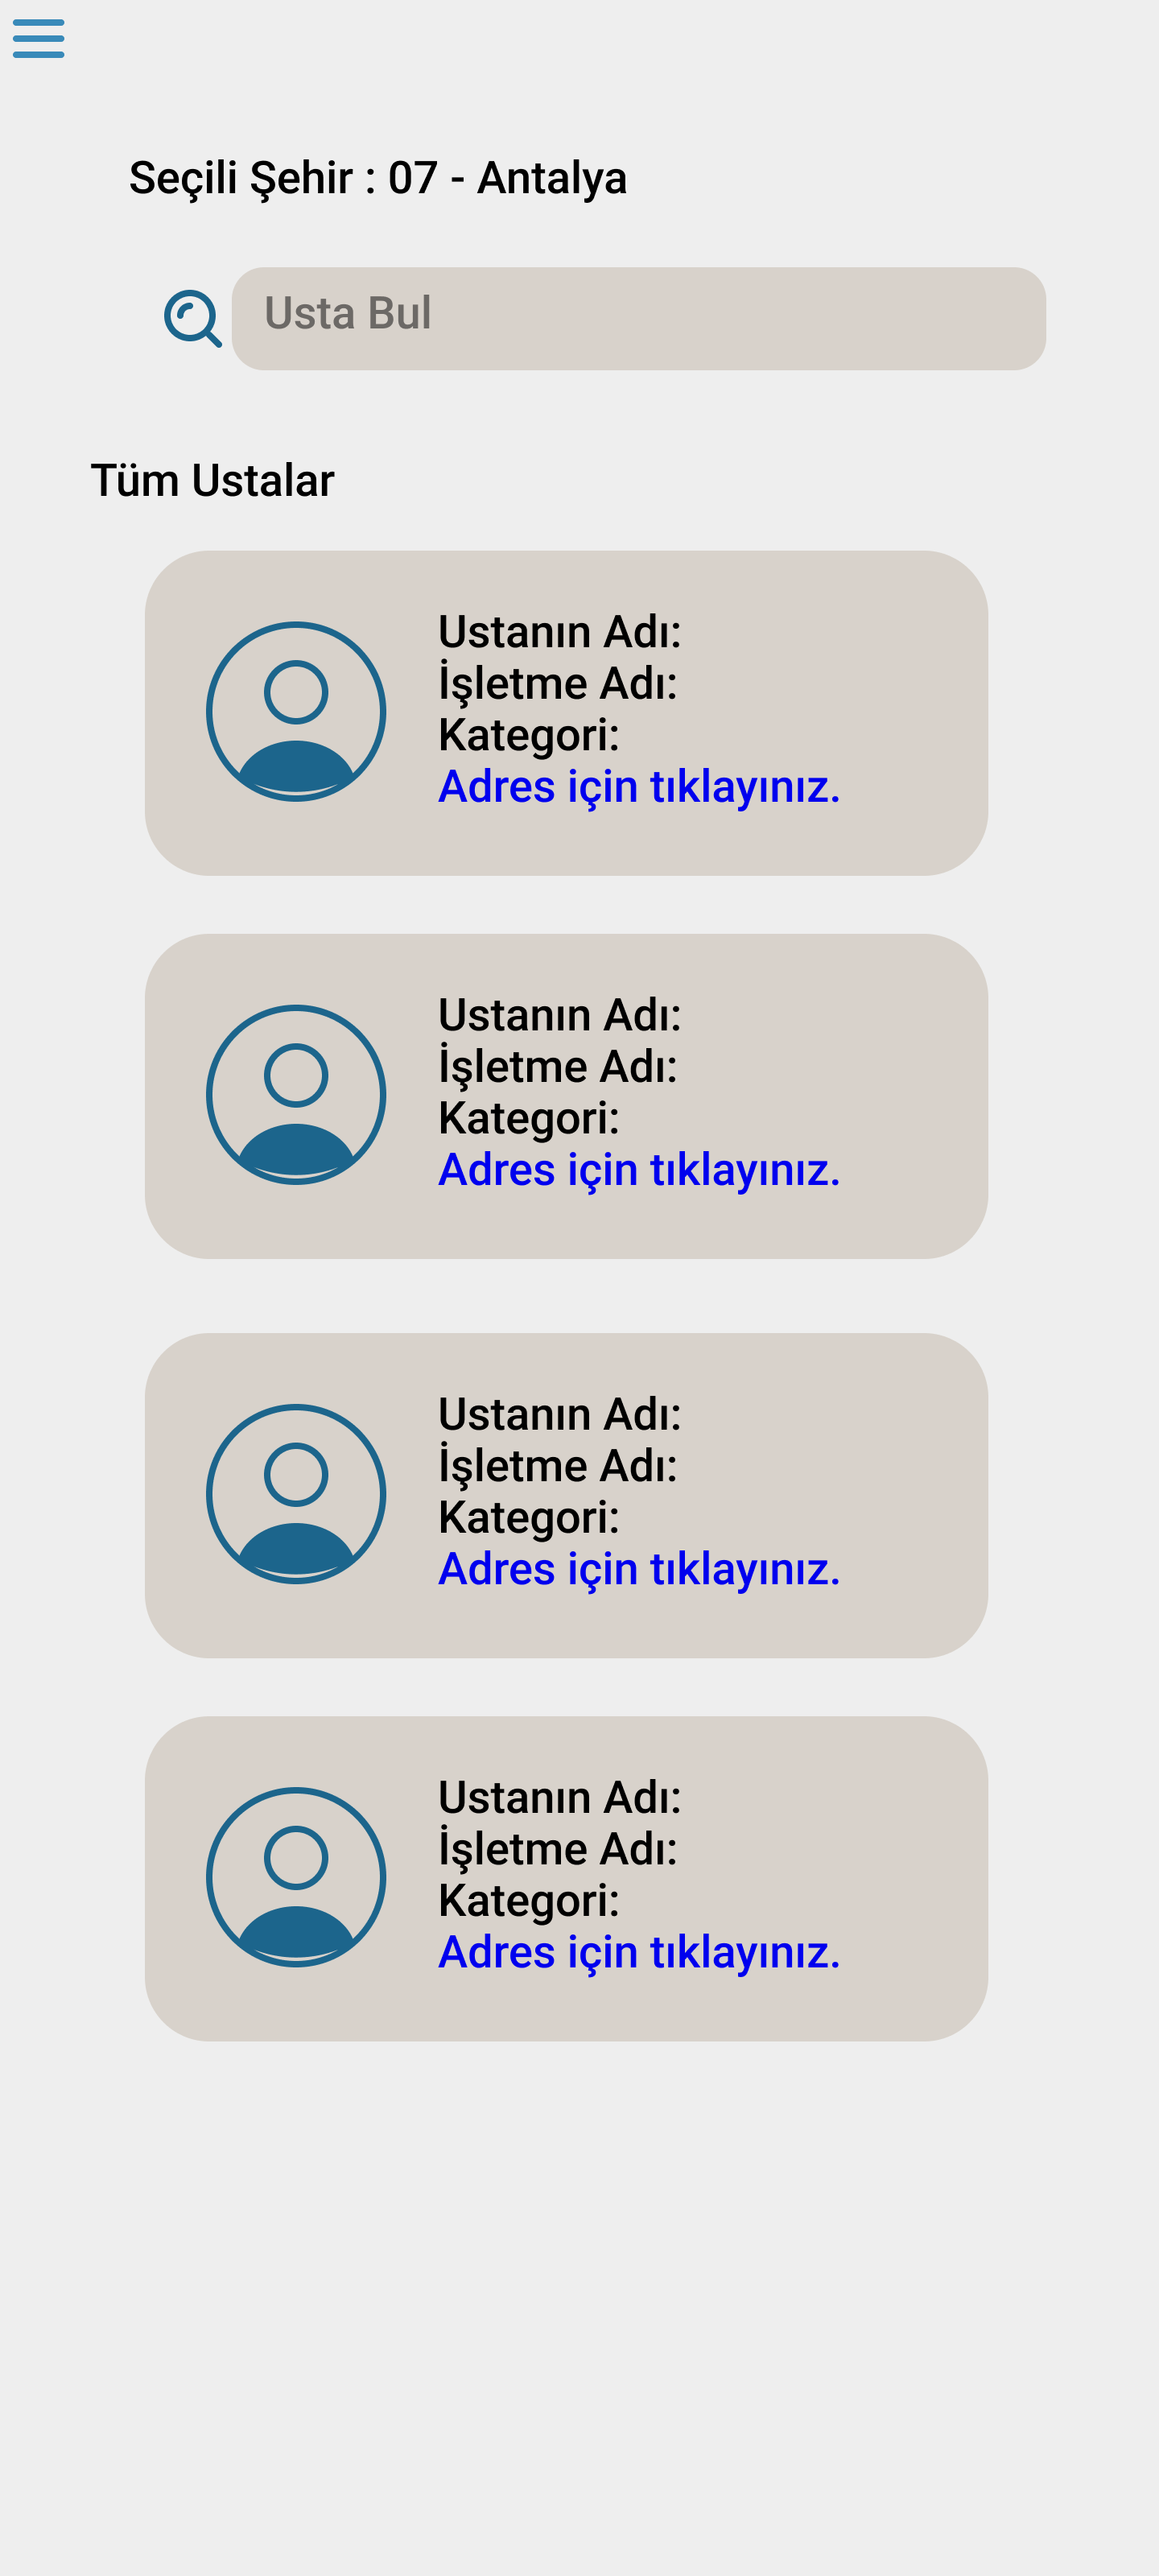 Seçili Şehir : 07 - Antalya
Usta Bul
Tüm Ustalar
Ustanın Adı:
İşletme Adı:
Kategori:
Adres için tıklayınız.
Ustanın Adı:
İşletme Adı:
Kategori:
Adres için tıklayınız.
Ustanın Adı:
İşletme Adı:
Kategori:
Adres için tıklayınız.
Ustanın Adı:
İşletme Adı:
Kategori:
Adres için tıklayınız.